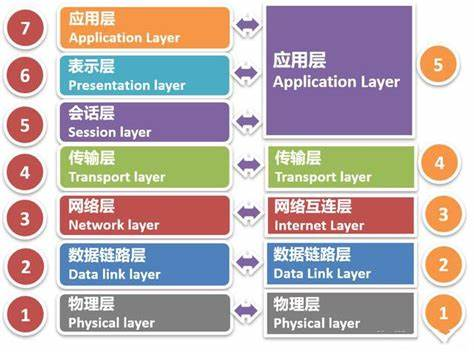 7
应用层
Application Layer
6
表示层
Presentation layer
5
会话层
Session layer
4
传输层
Transport layer
3
网络层
Network layer
2
数据链路层
Data link layer
1
物理层
Physical layer
应用层
Application Layer
5
传输层
Transport layer
4
网络互连层
Internet Layer
3
数据链路层
Data Link Layer
2
物理层
Physical layer
1